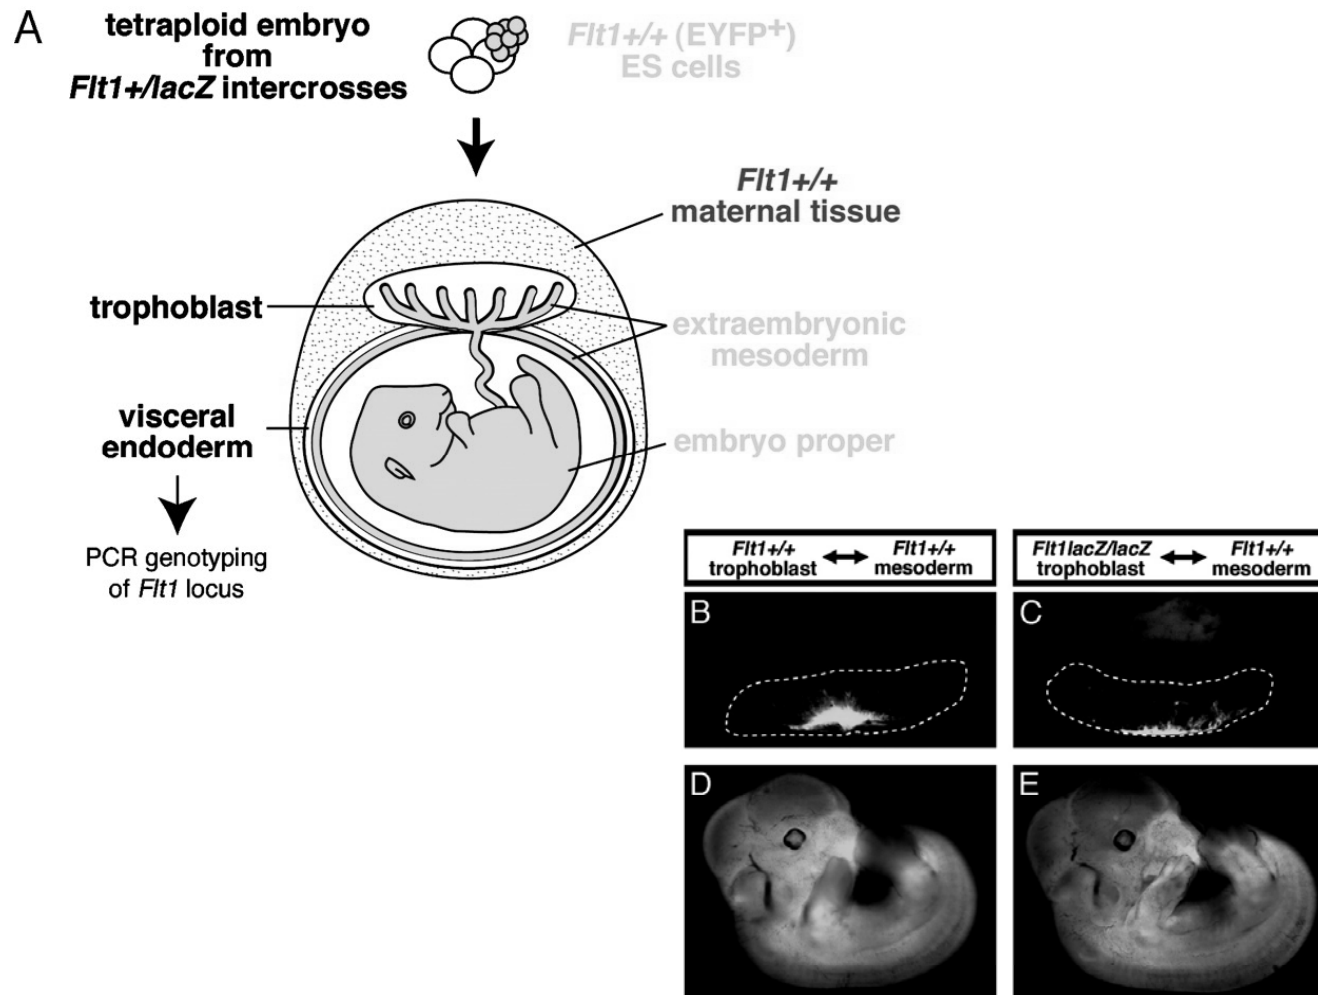 A
tetraploid embryo
from
Flt1+/lacZ intercrosses
Flt1+/+ (EYFP+)
ES cells
Flt1+/+
maternal tissue
trophoblast
extraembryonic
mesoderm
visceral
endoderm
embryo proper
PCR genotyping
of Flt1 locus
Flt1+/+
trophoblast
Flt1+/+
mesoderm
Flt1lacZ/lacZ
trophoblast
Flt1+/+
mesoderm
B
C
D
E